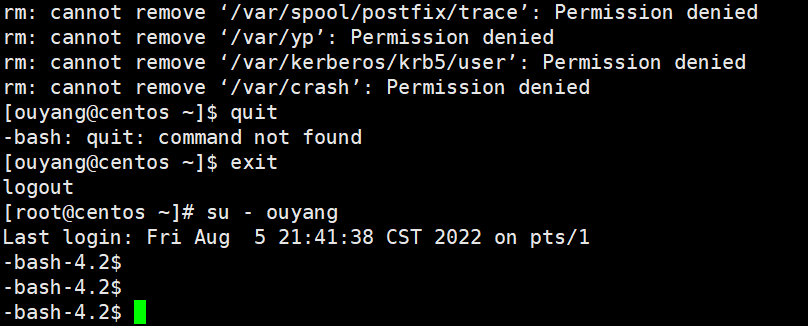 rm: cannot remove ‘/var/spool/postfix/trace’: Permission denied
rm: cannot remove ‘/var/yp’: Permission denied
rm: cannot remove ‘/var/kerberos/krb5/user’: Permission denied
rm: cannot remove ‘/var/crash’: Permission denied
[ouyang@centos ~]$ quit
-bash: quit: command not found
[ouyang@centos ~]$ exit
logout
[root@centos ~]# su - ouyang
Last login: Fri Aug  5 21:41:38 CST 2022 on pts/1
-bash-4.2$
-bash-4.2$
-bash-4.2$